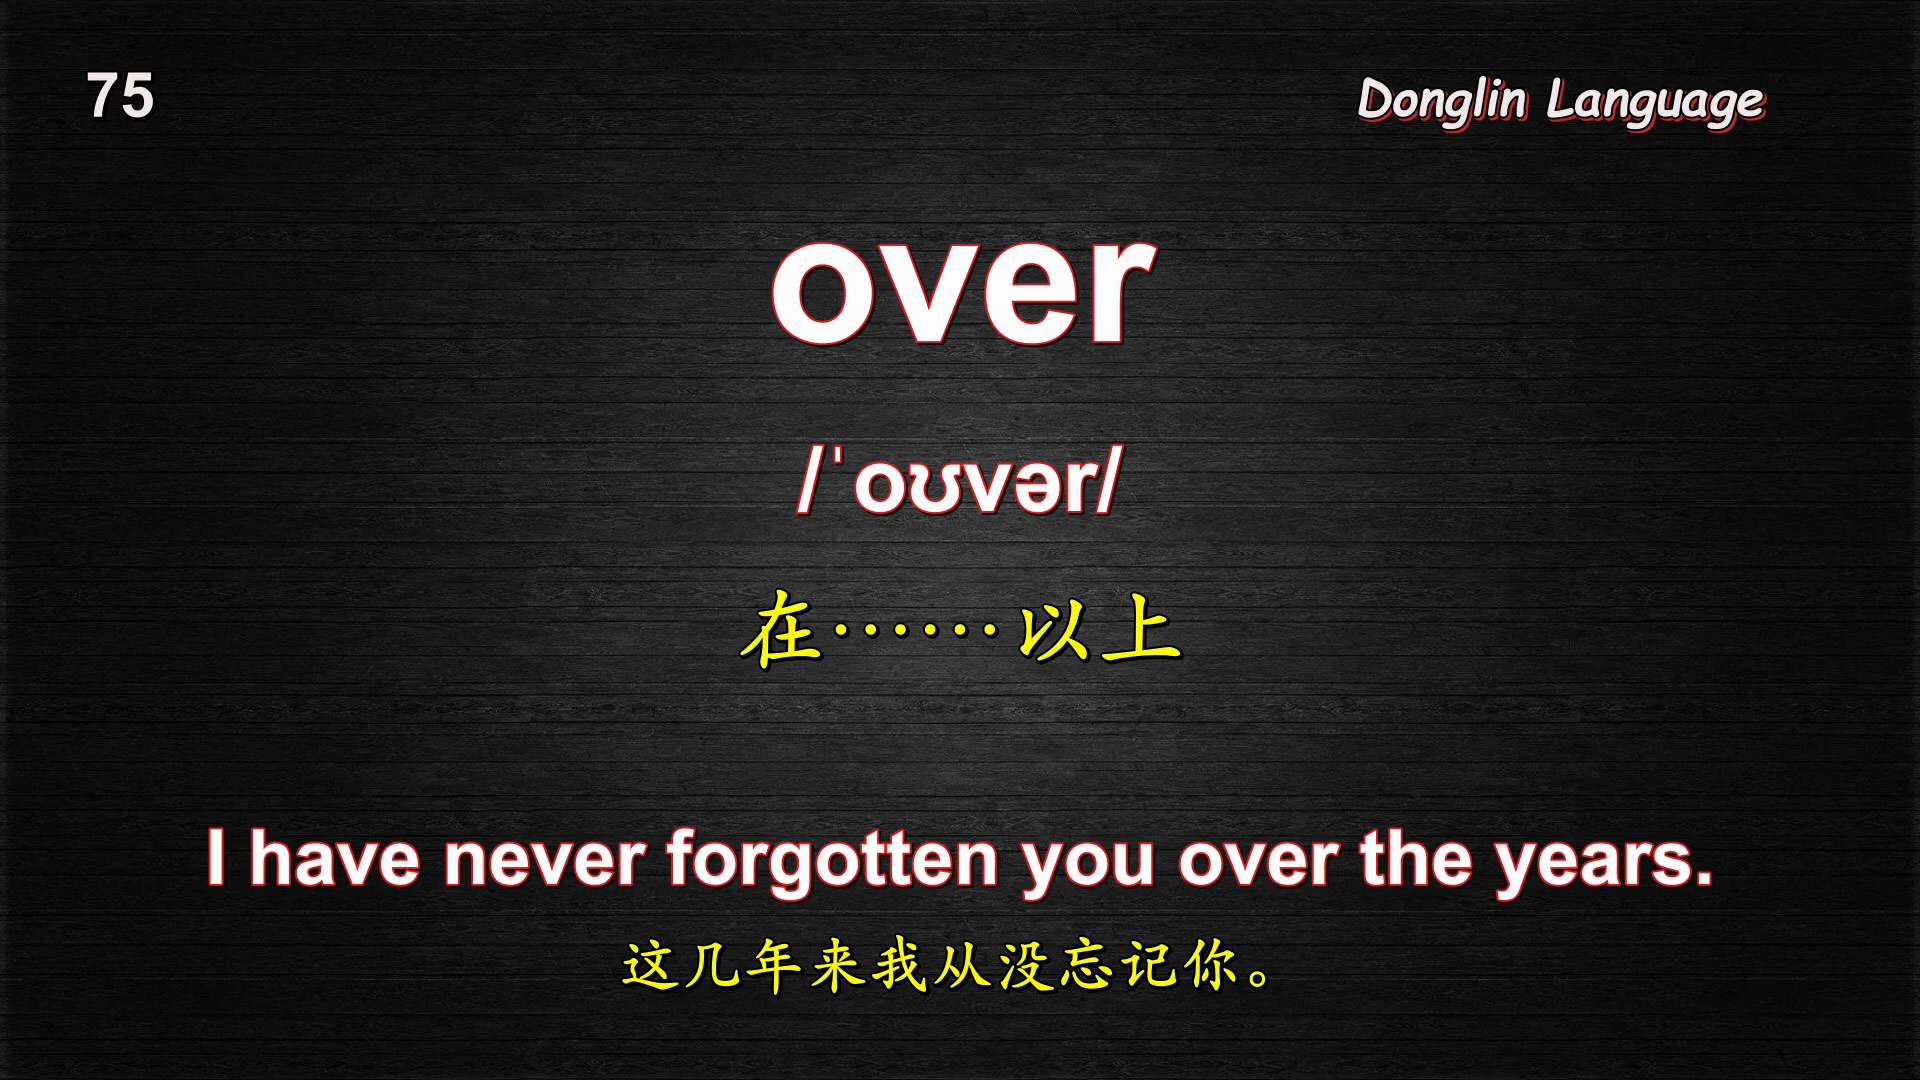 75
Donglin Language
over
/ˈoʊvər/
在······以上
I have never forgotten you over the years.
这几年来我从没忘记你。